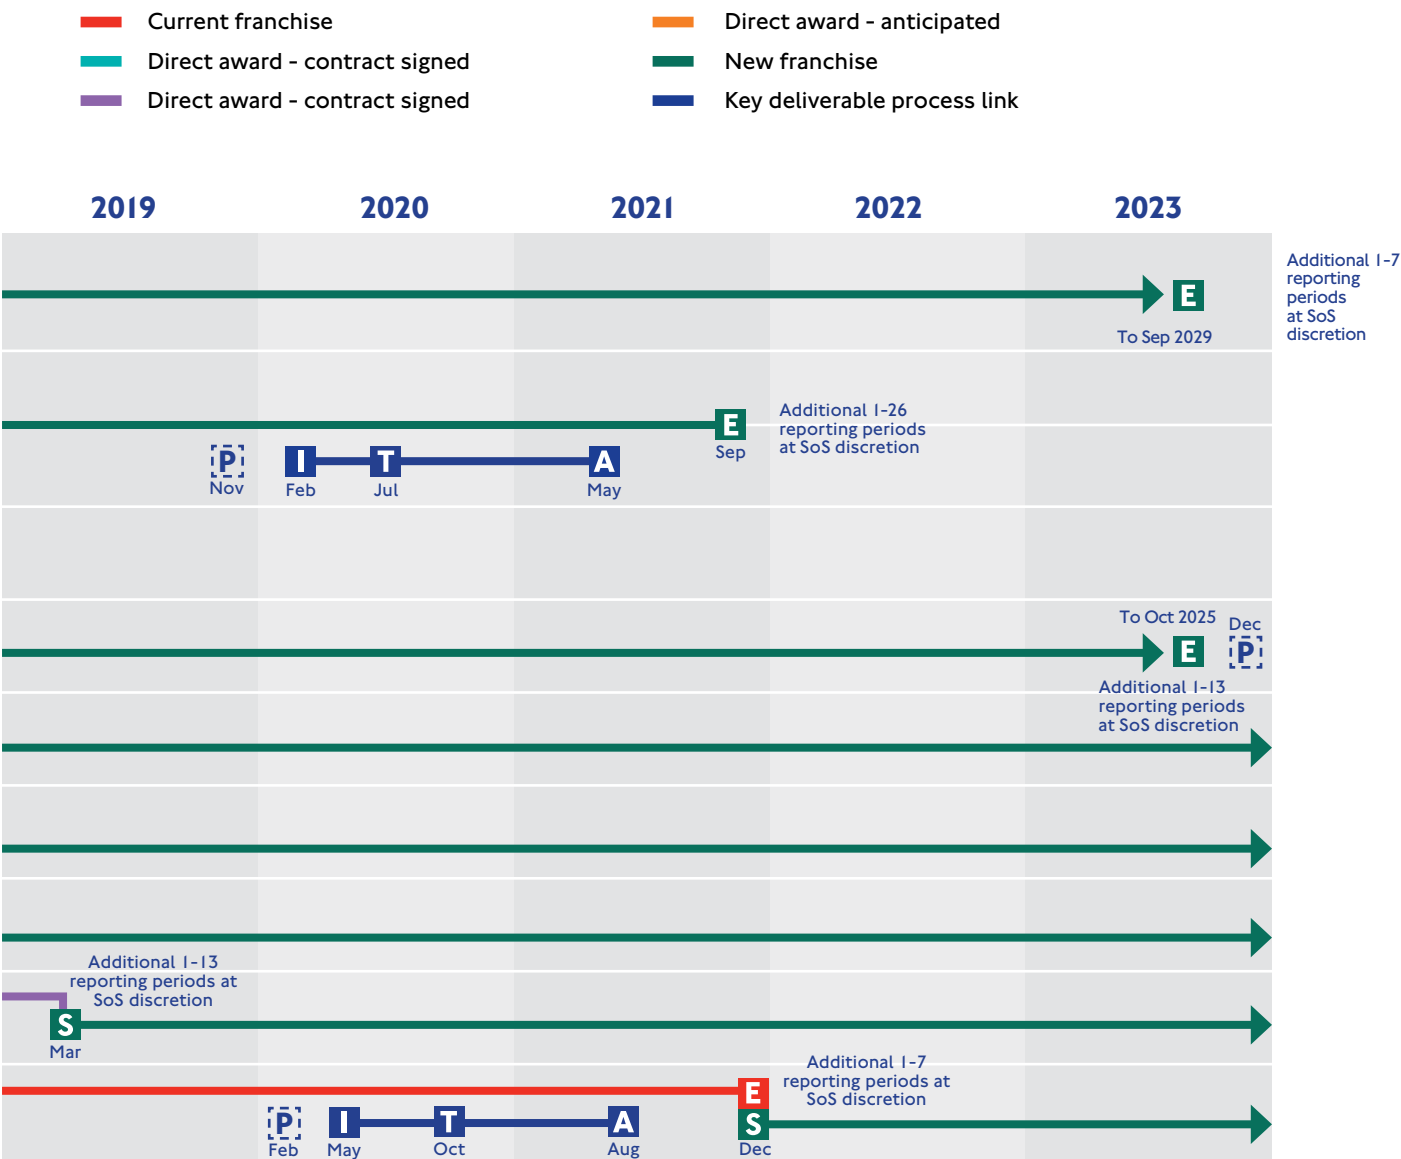 Current franchise
Direct award - anticipated
Direct award - contract signed
New franchise
Direct award - contract signed
Key deliverable process link
2019
2020
2021
2022
2023
Additional 1-7
reporting
periods
at SoS
discretion
E
To Sep 2029
E
Sep
Additional 1-26
reporting periods
at SoS discretion
P
I
T
A
Nov
Feb
Jul
May
To Oct 2025
Dec
E
P
Additional 1-13
reporting periods
at SoS discretion
Additional 1-13
reporting periods at
SoS discretion
S
Mar
Additional 1-7
reporting periods at
SoS discretion
E
P
I
T
A
S
Feb
May
Oct
Aug
Dec